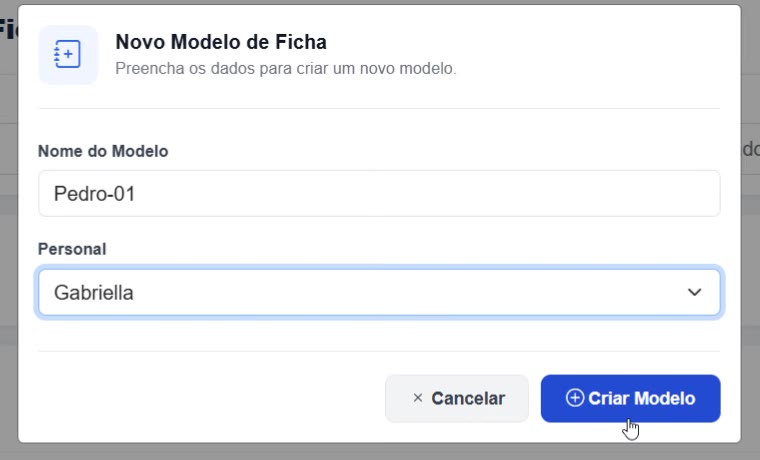 Novo Modelo de Ficha
Preencha os dados para criar um novo modelo.
Nome do Modelo
Pedro-01
Personal
Gabriella
× Cancelar
Criar Modelo